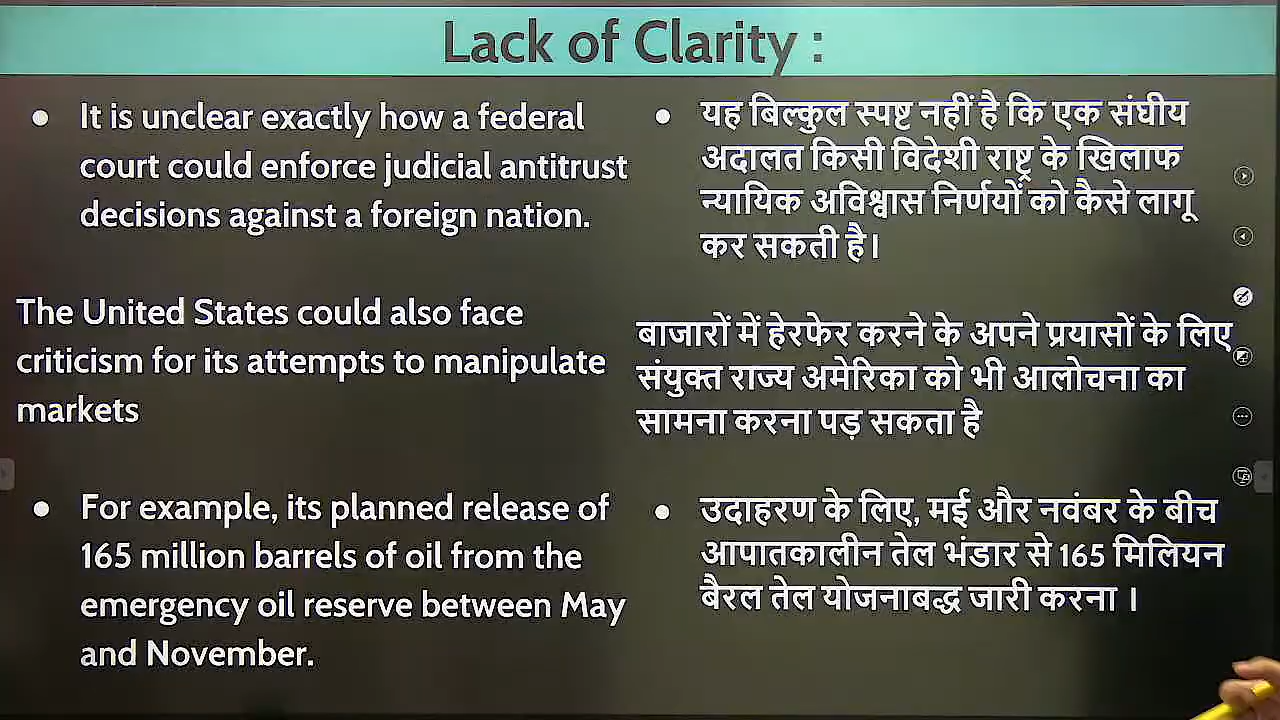 Lack of Clarity :
It is unclear exactly how a federal
court could enforce judicial antitrust
decisions against a foreign nation.
The United States could also face
criticism for its attempts to manipulate
markets
For example, its planned release of
165 million barrels of oil from the
emergency oil reserve between May
and November.
यह बिल्कुल स्पष्ट नहीं है कि एक संघीय
अदालत किसी विदेशी राष्ट्र के खिलाफ
न्यायिक अविश्वास निर्णयों को कैसे लागू
कर सकती है।
बाजारों में हेरफेर करने के अपने प्रयासों के लिए
संयुक्त राज्य अमेरिका को भी आलोचना का
सामना करना पड़ सकता है
उदाहरण के लिए, मई और नवंबर के बीच
आपातकालीन तेल भंडार से 165 मिलियन
बैरल तेल योजनाबद्ध जारी करना ।